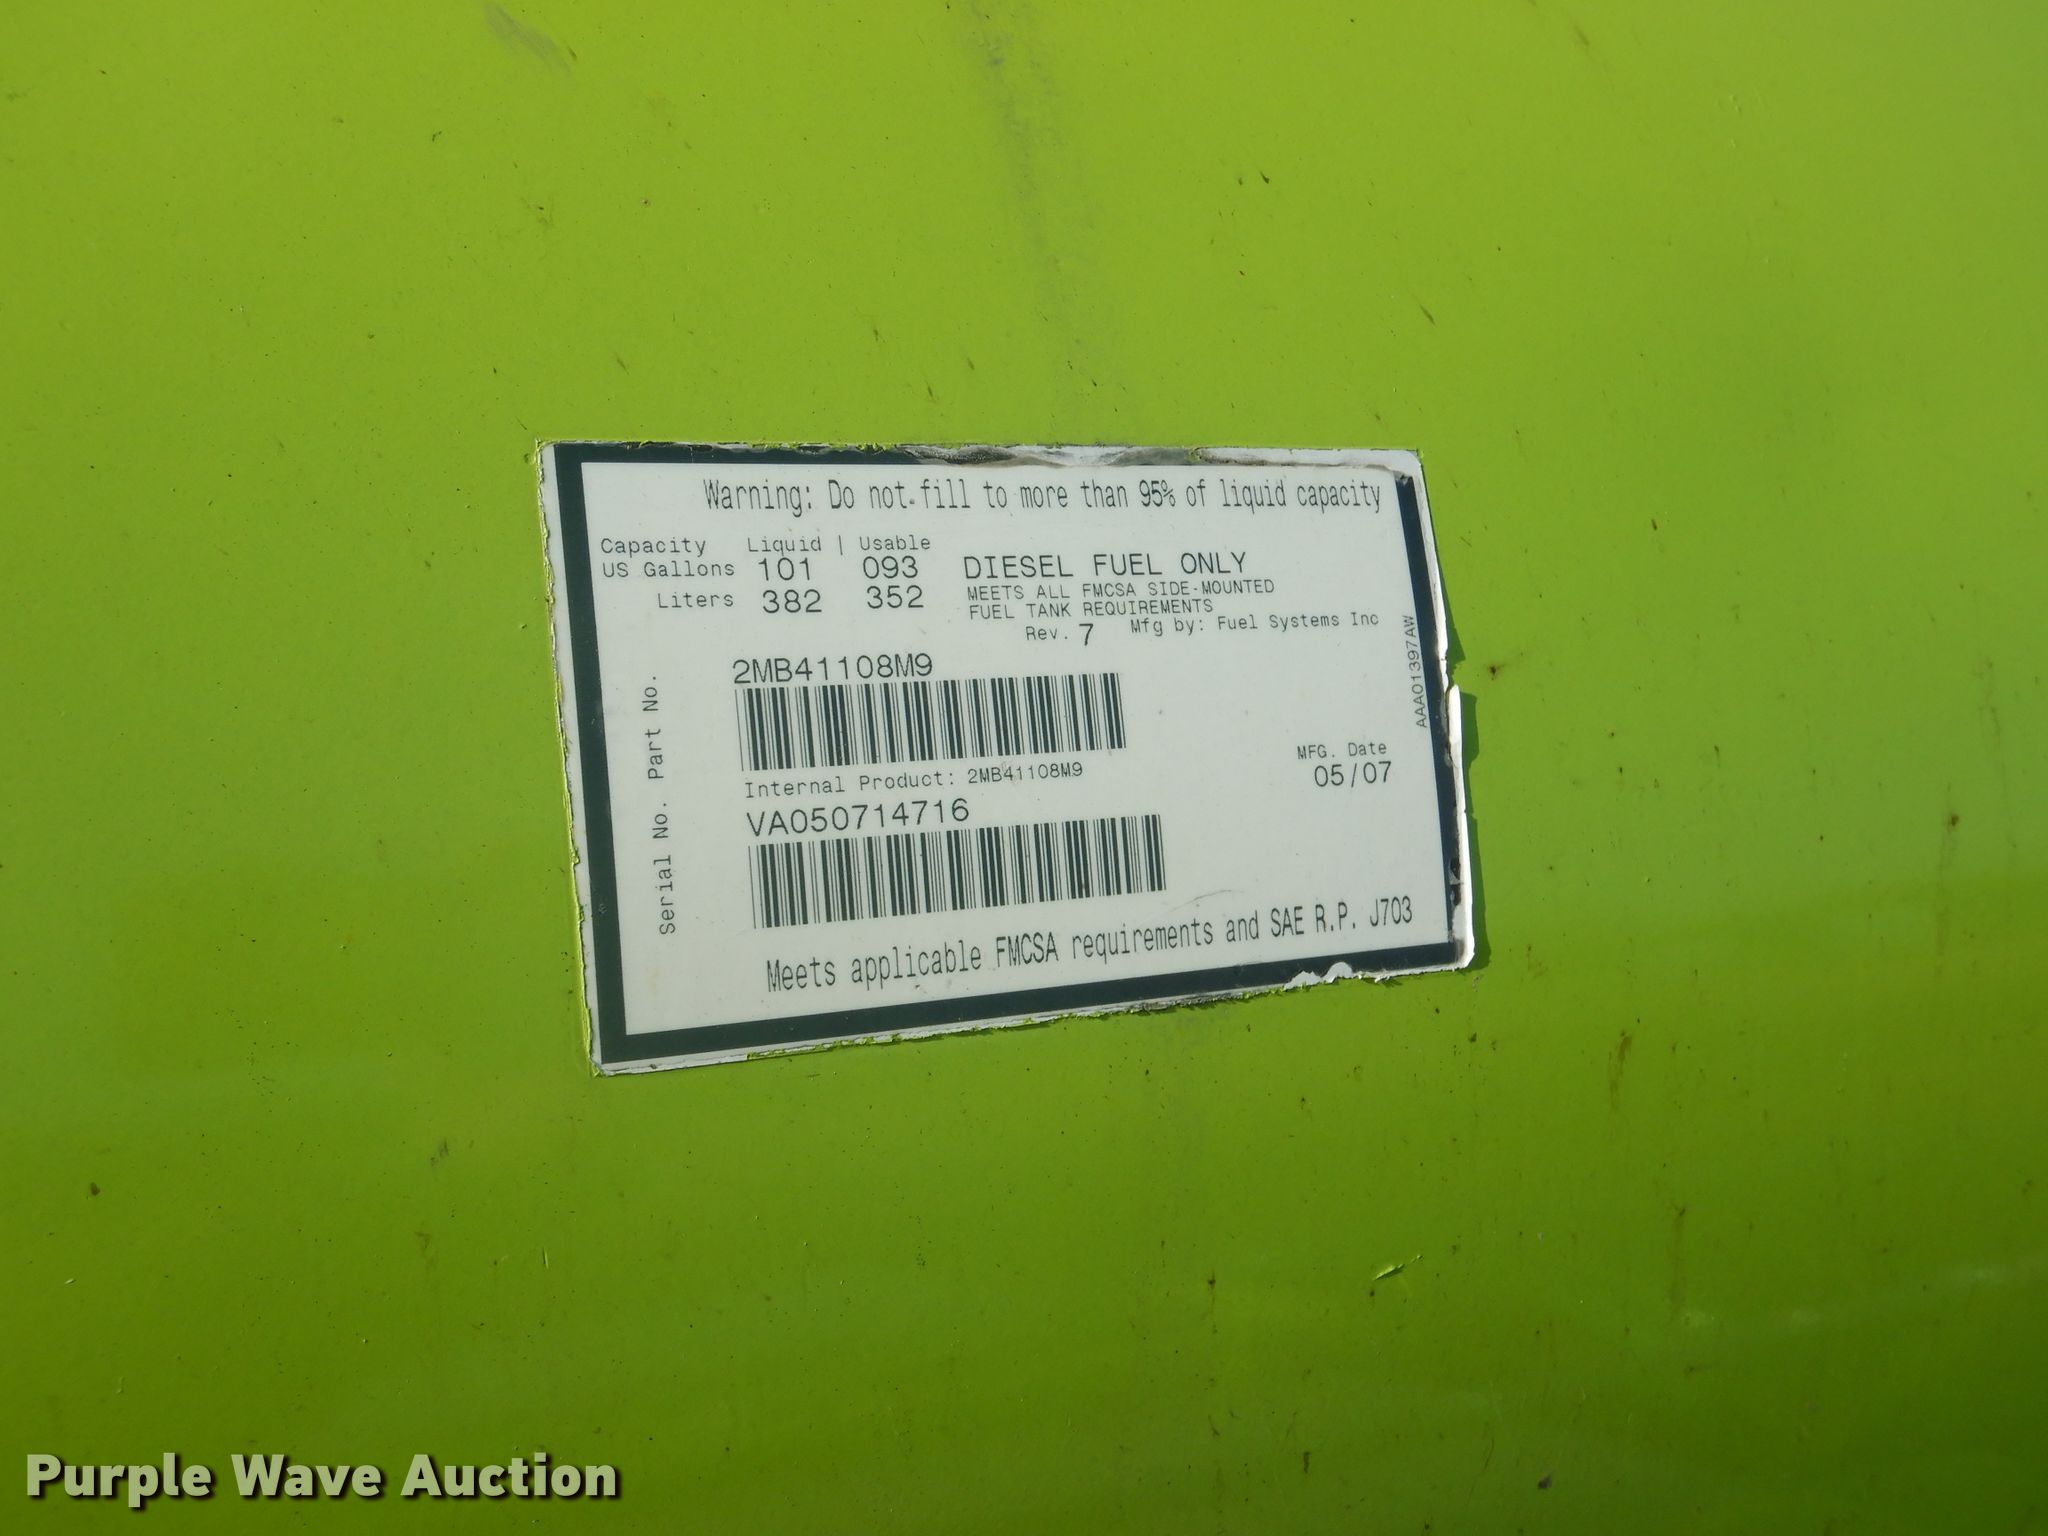 Warning: Do not fill to more than 95% of liquid capacity
Capacity Liquid | Usable
US Gallons 101 093
Liters 382 352
DIESEL FUEL ONLY
MEETS ALL FMCSA SIDE-MOUNTED
FUEL TANK REQUIREMENTS
Rev. 7 Mfg by: Fuel Systems Inc
AAA01397AW
Serial No. Part No.
2MB41108M9
Internal Product: 2MB41108M9
VA050714716
MFG. Date
05/07
Meets applicable FMCSA requirements and SAE R.P. J703
Purple Wave Auction